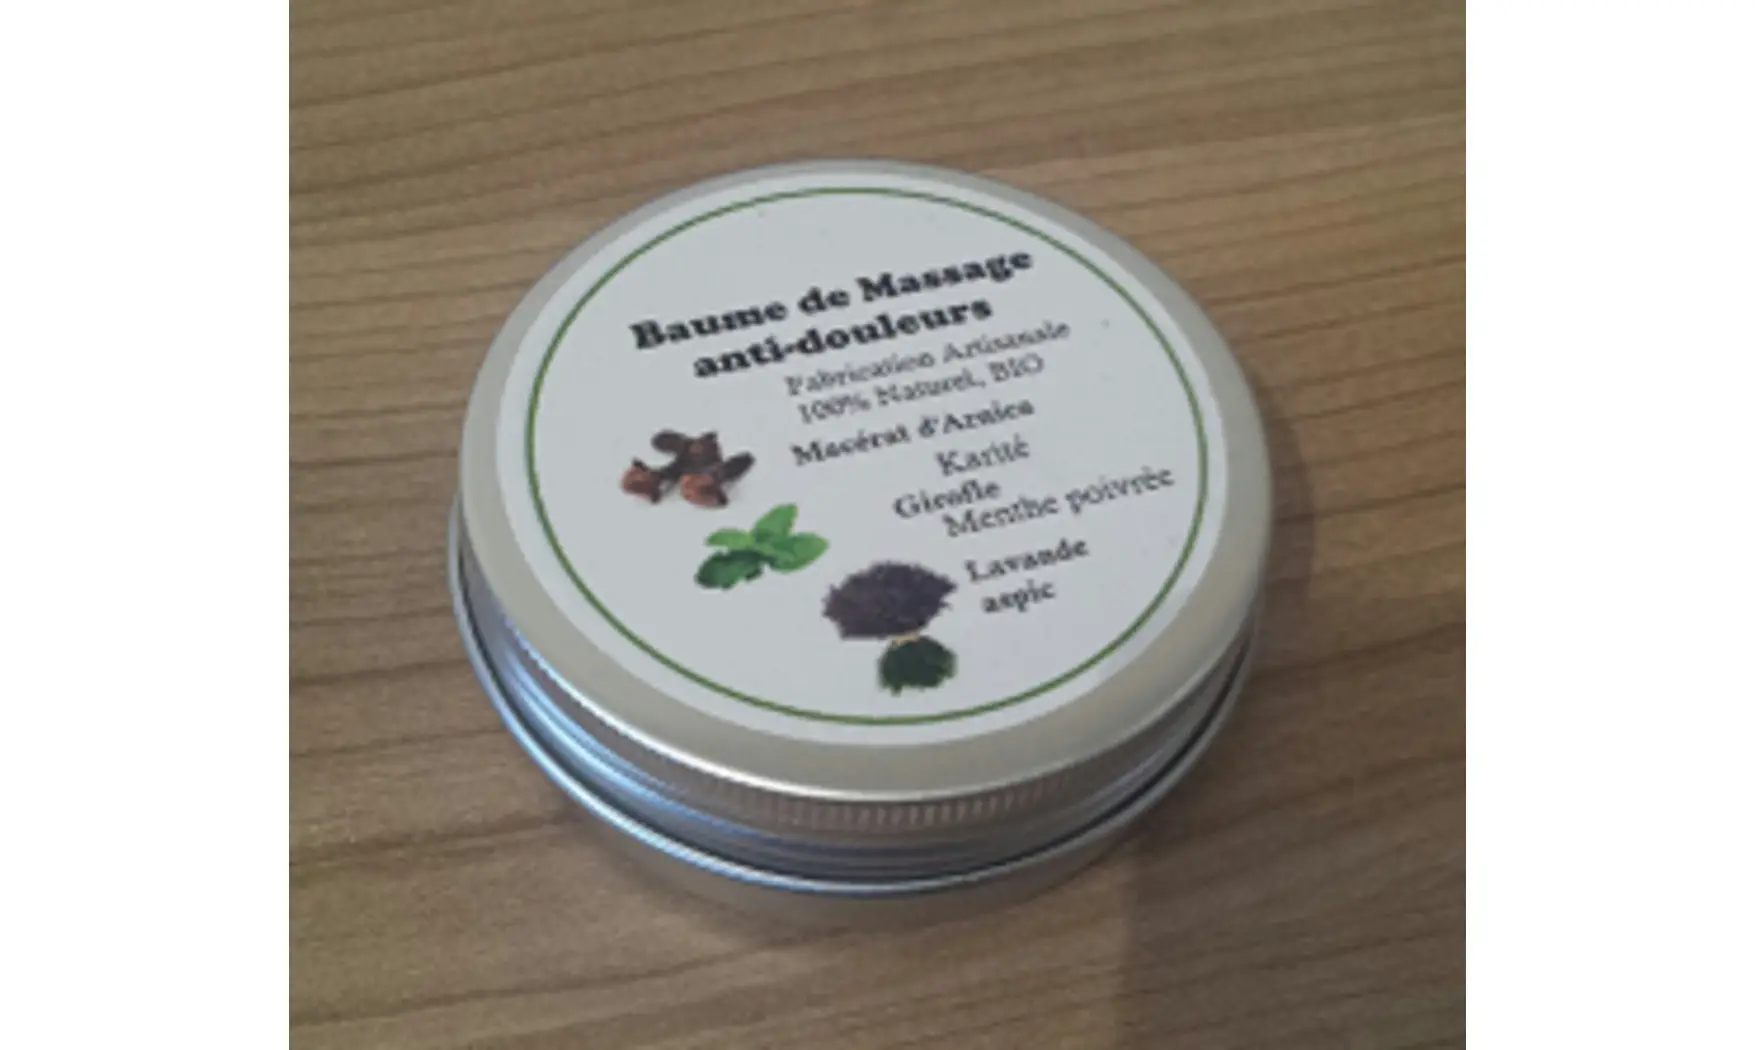 Baume de Massage
anti-douleurs
Fabrication Artisanale
100% Naturel, BIO
Macérat d'Arnica
Karité
Girofle
Menthe poivrée
Lavande
aspic